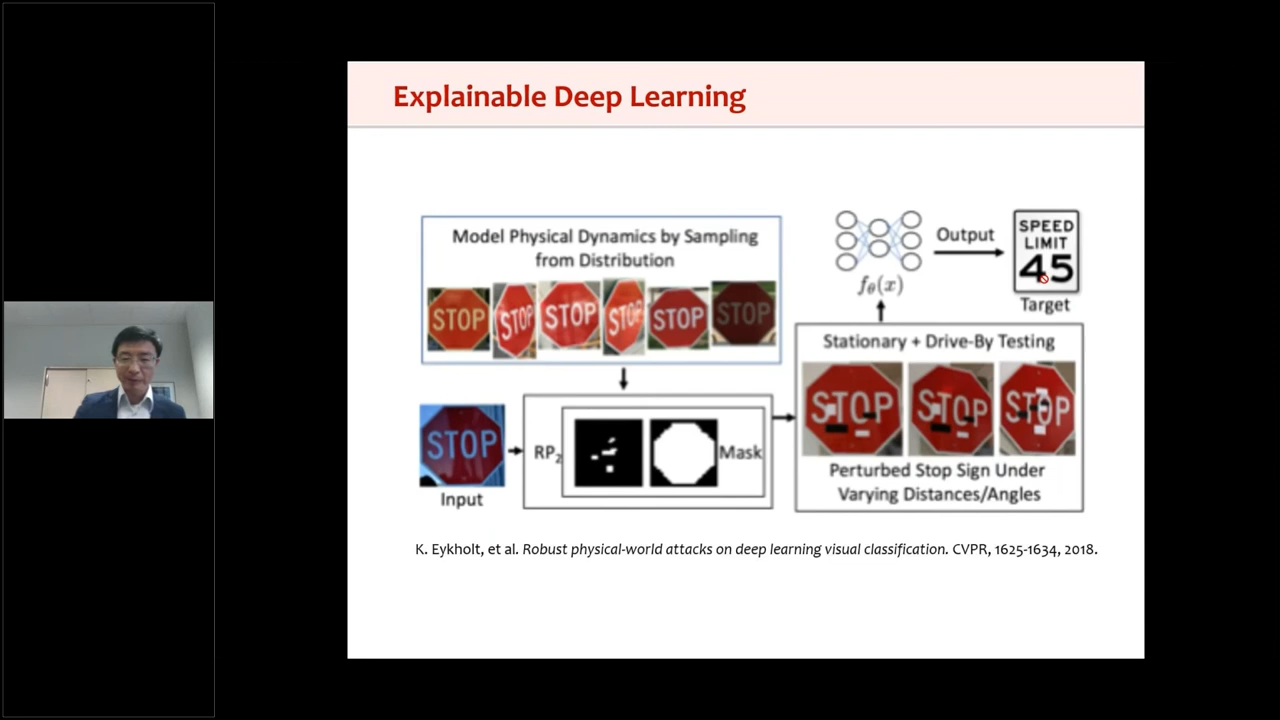 Explainable Deep Learning
Model Physical Dynamics by Sampling
from Distribution
STOP STOP STOP STOP STOP STOP
STOP
Input
RP2
Mask
fθ(x)
Output
SPEED
LIMIT
45
Target
Stationary + Drive-By Testing
STOP STOP STOP
Perturbed Stop Sign Under
Varying Distances/Angles
K. Eykholt, et al. Robust physical-world attacks on deep learning visual classification. CVPR, 1625-1634, 2018.